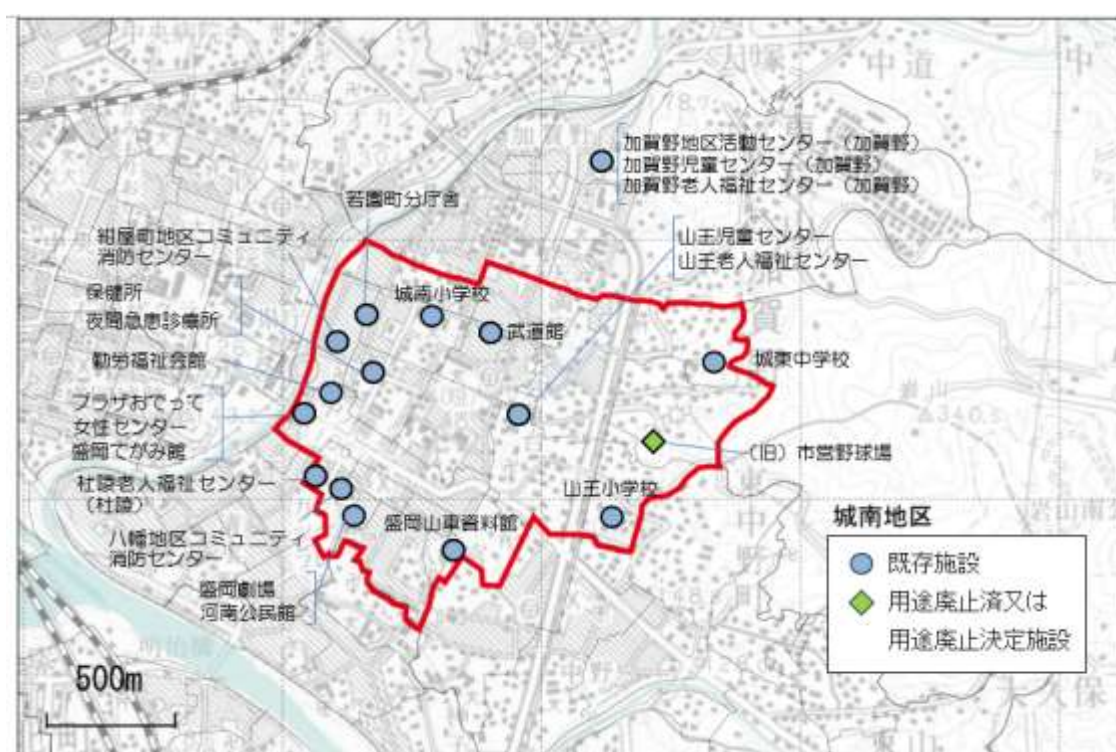 中道
中
加賀野地区活動センター（加賀野）
加賀野児童センター（加賀野）
加賀野老人福祉センター（加賀野）
若園町分庁舎
紺屋町地区コミュニティ
消防センター
山王児童センター
山王老人福祉センター
保健所
夜間急患診療所
城南小学校
武道館
賀
勤労福祉会館
城東中学校
プラザおでって
女性センター
盛岡てがみ館
（旧）市営野球場
杜陵老人福祉センター
（杜陵）
山王小学校
盛岡山車資料館
八幡地区コミュニティ
消防センター
盛岡劇場
河南公民館
明治橋
500m
城南地区
既存施設
用途廃止済又は
用途廃止決定施設